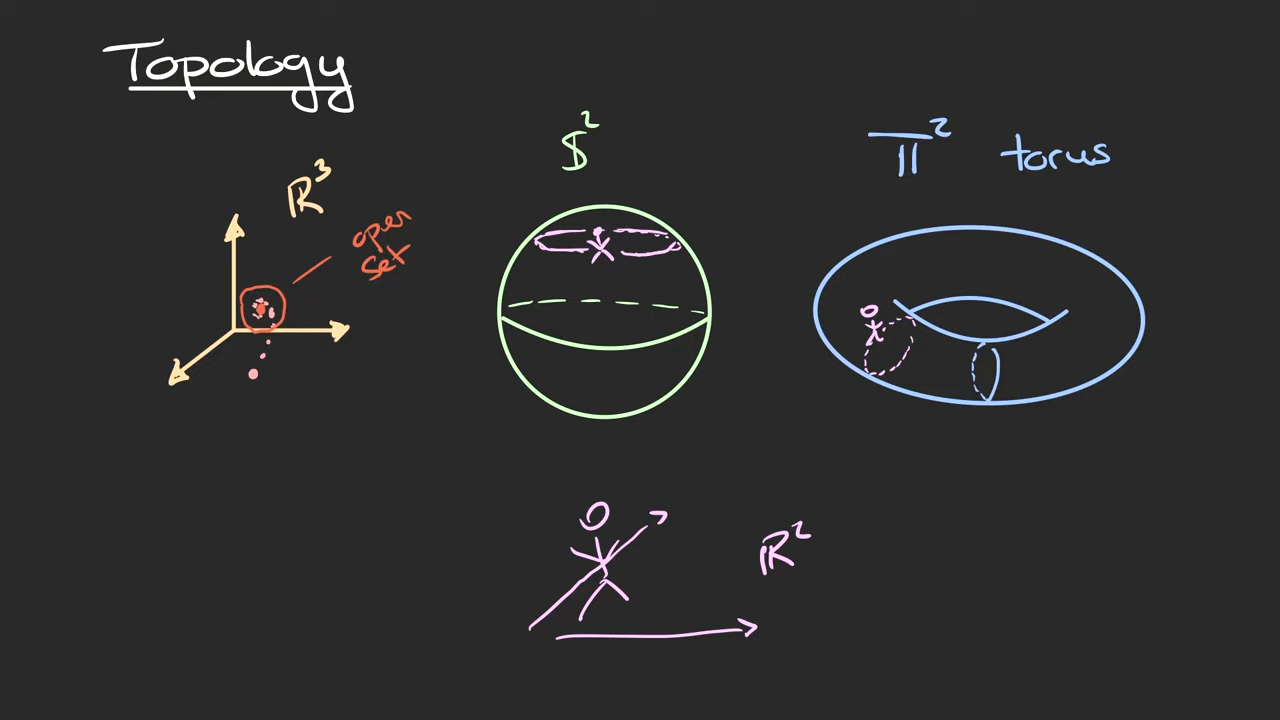 Topology
ℝ³
open
set
𝕊²
𝕋² torus
ℝ²